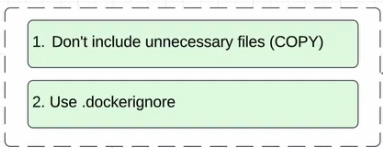 1. Don't include unnecessary files (COPY)
2. Use .dockerignore